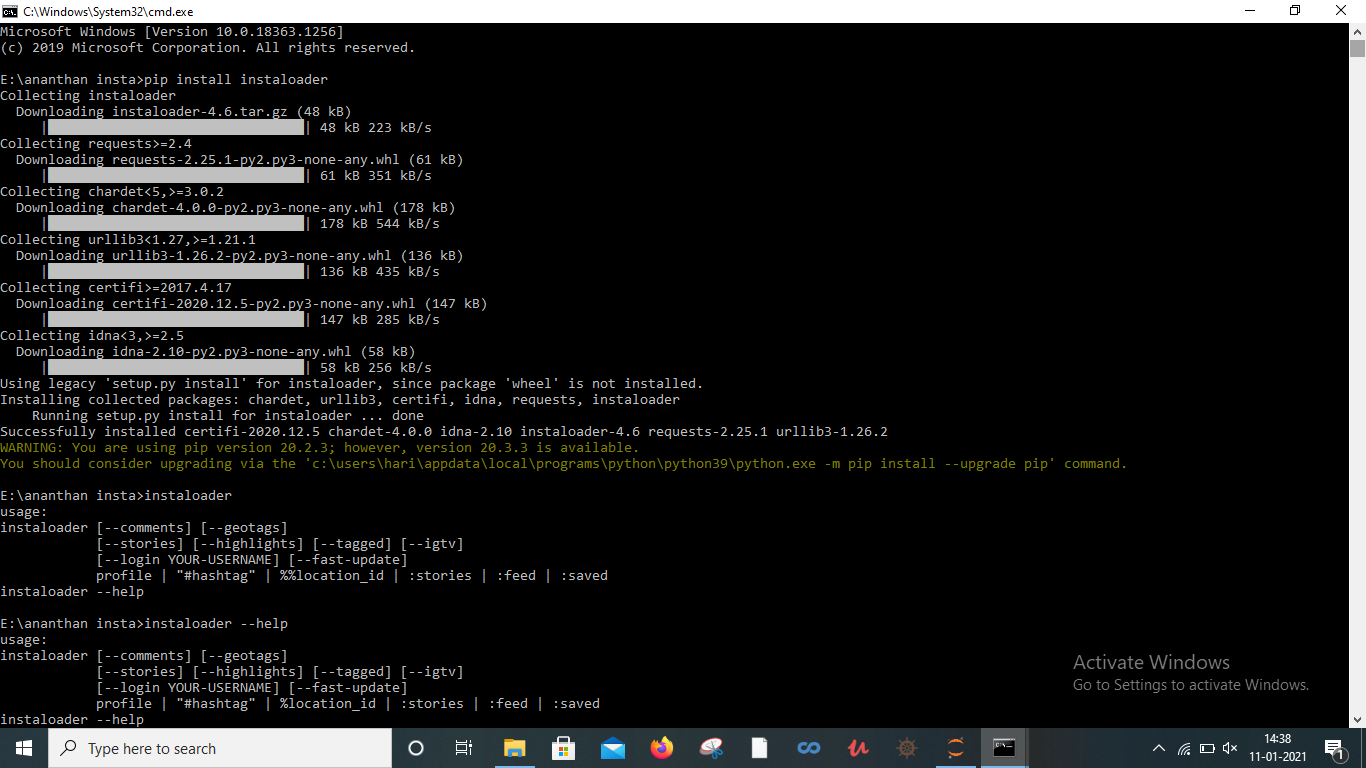 C:\Windows\System32\cmd.exe
Microsoft Windows [Version 10.0.18363.1256]
(c) 2019 Microsoft Corporation. All rights reserved.
E:\ananthan insta>pip install instaloader
Collecting instaloader
Downloading instaloader-4.6.tar.gz (48 kB)
| | 48 kB 223 kB/s
Collecting requests>=2.4
Downloading requests-2.25.1-py2.py3-none-any.whl (61 kB)
| | 61 kB 351 kB/s
Collecting chardet<5,>=3.0.2
Downloading chardet-4.0.0-py2.py3-none-any.whl (178 kB)
| | 178 kB 544 kB/s
Collecting urllib3<1.27,>=1.21.1
Downloading urllib3-1.26.2-py2.py3-none-any.whl (136 kB)
| | 136 kB 435 kB/s
Collecting certifi>=2017.4.17
Downloading certifi-2020.12.5-py2.py3-none-any.whl (147 kB)
| | 147 kB 285 kB/s
Collecting idna<3,>=2.5
Downloading idna-2.10-py2.py3-none-any.whl (58 kB)
| | 58 kB 256 kB/s
Using legacy 'setup.py install' for instaloader, since package 'wheel' is not installed.
Installing collected packages: chardet, urllib3, certifi, idna, requests, instaloader
Running setup.py install for instaloader ... done
Successfully installed certifi-2020.12.5 chardet-4.0.0 idna-2.10 instaloader-4.6 requests-2.25.1 urllib3-1.26.2
WARNING: You are using pip version 20.2.3; however, version 20.3.3 is available.
You should consider upgrading via the 'c:\users\hari\appdata\local\programs\python\python39\python.exe -m pip install --upgrade pip' command.
E:\ananthan insta>instaloader
usage:
instaloader [--comments] [--geotags]
[--stories] [--highlights] [--tagged] [--igtv]
[--login YOUR-USERNAME] [--fast-update]
profile | "#hashtag" | %%location_id | :stories | :feed | :saved
instaloader --help
E:\ananthan insta>instaloader --help
usage:
instaloader [--comments] [--geotags]
[--stories] [--highlights] [--tagged] [--igtv]
[--login YOUR-USERNAME] [--fast-update]
profile | "#hashtag" | %location_id | :stories | :feed | :saved
instaloader --help
Activate Windows
Go to Settings to activate Windows.
Type here to search
14:38
11-01-2021
1